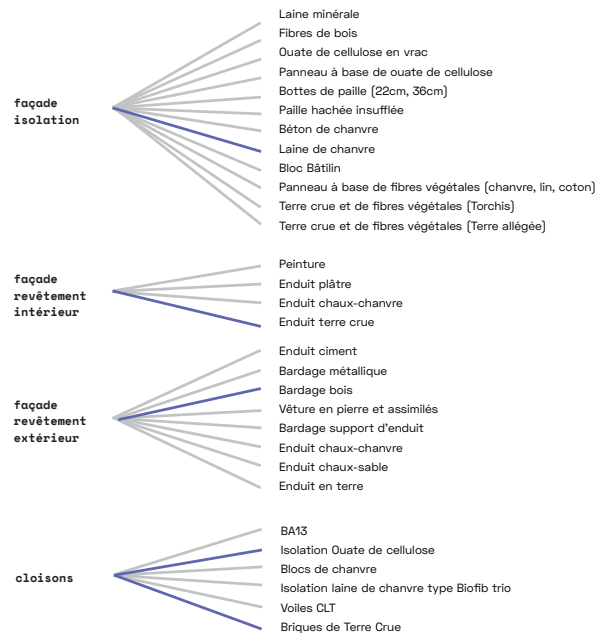 façade
isolation
Laine minérale
Fibres de bois
Ouate de cellulose en vrac
Panneau à base de ouate de cellulose
Bottes de paille (22cm, 36cm)
Paille hachée insufflée
Béton de chanvre
Laine de chanvre
Bloc Bâtilin
Panneau à base de fibres végétales (chanvre, lin, coton)
Terre crue et de fibres végétales (Torchis)
Terre crue et de fibres végétales (Terre allégée)
façade
revêtement
intérieur
Peinture
Enduit plâtre
Enduit chaux-chanvre
Enduit terre crue
façade
revêtement
extérieur
Enduit ciment
Bardage métallique
Bardage bois
Vêture en pierre et assimilés
Bardage support d'enduit
Enduit chaux-chanvre
Enduit chaux-sable
Enduit en terre
cloisons
BA13
Isolation Ouate de cellulose
Blocs de chanvre
Isolation laine de chanvre type Biofib trio
Voiles CLT
Briques de Terre Crue